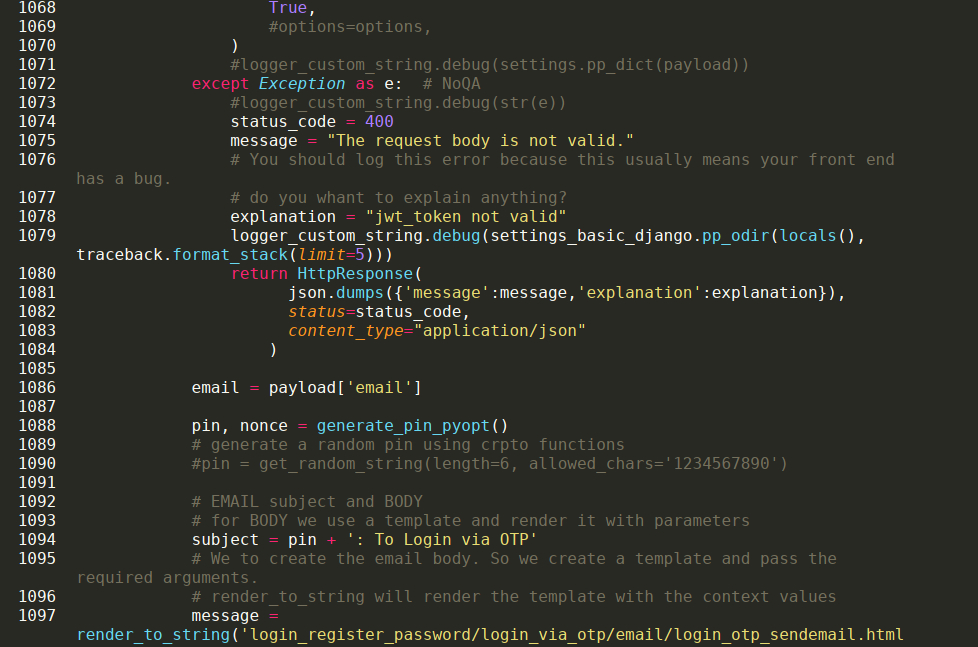 1068                      True,
1069                      #options=options,
1070                  )
1071                  #logger_custom_string.debug(settings.pp_dict(payload))
1072              except Exception as e:  # NoQA
1073                  #logger_custom_string.debug(str(e))
1074                  status_code = 400
1075                  message = "The request body is not valid."
1076                  # You should log this error because this usually means your front end
has a bug.
1077                  # do you whant to explain anything?
1078                  explanation = "jwt_token not valid"
1079                  logger_custom_string.debug(settings_basic_django.pp_odir(locals(),
traceback.format_stack(limit=5)))
1080                  return HttpResponse(
1081                        json.dumps({'message':message,'explanation':explanation}),
1082                        status=status_code,
1083                        content_type="application/json"
1084                      )
1085
1086              email = payload['email']
1087
1088              pin, nonce = generate_pin_pyopt()
1089              # generate a random pin using crpto functions
1090              #pin = get_random_string(length=6, allowed_chars='1234567890')
1091
1092              # EMAIL subject and BODY
1093              # for BODY we use a template and render it with parameters
1094              subject = pin + ': To Login via OTP'
1095              # We to create the email body. So we create a template and pass the
required arguments.
1096              # render_to_string will render the template with the context values
1097              message =
render_to_string('login_register_password/login_via_otp/email/login_otp_sendemail.html